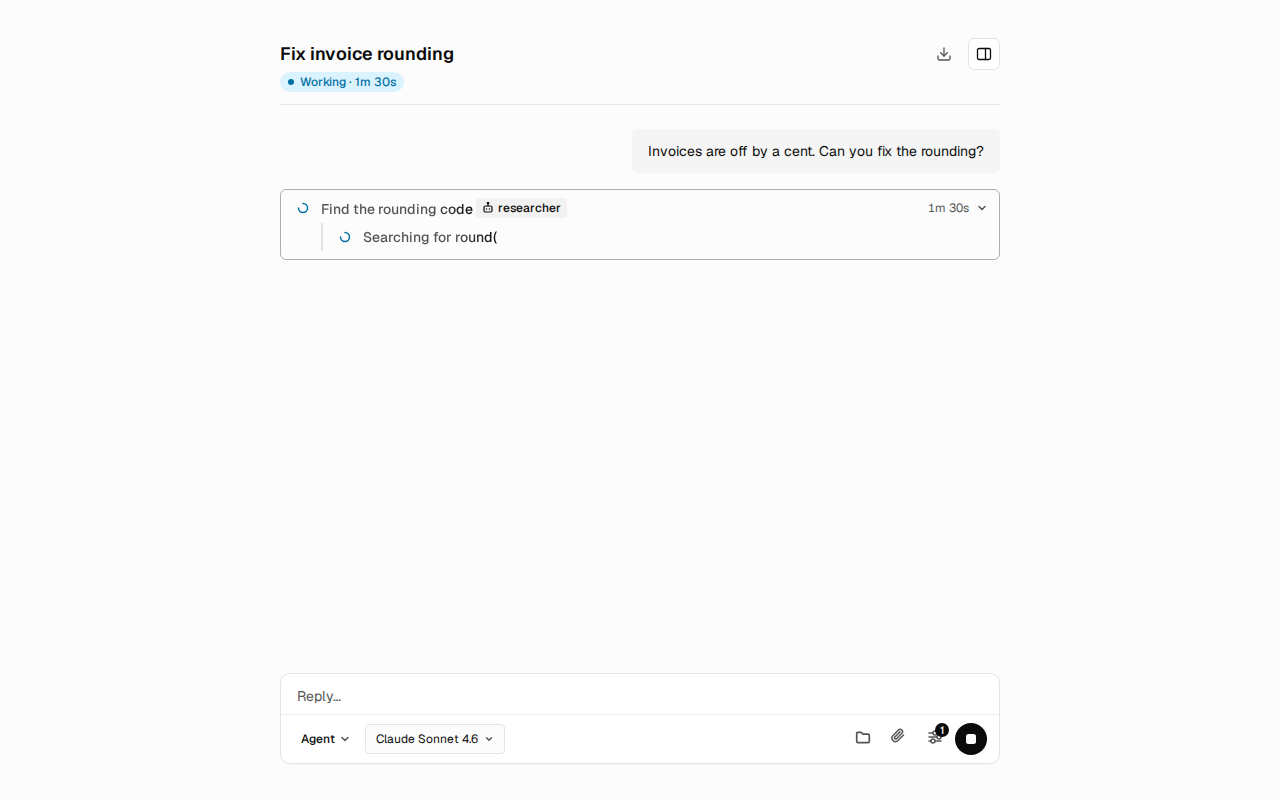 Fix invoice rounding
Working · 1m 30s
Invoices are off by a cent. Can you fix the rounding?
Find the rounding code researcher 1m 30s
Searching for round(
Reply…
Agent Claude Sonnet 4.6 1